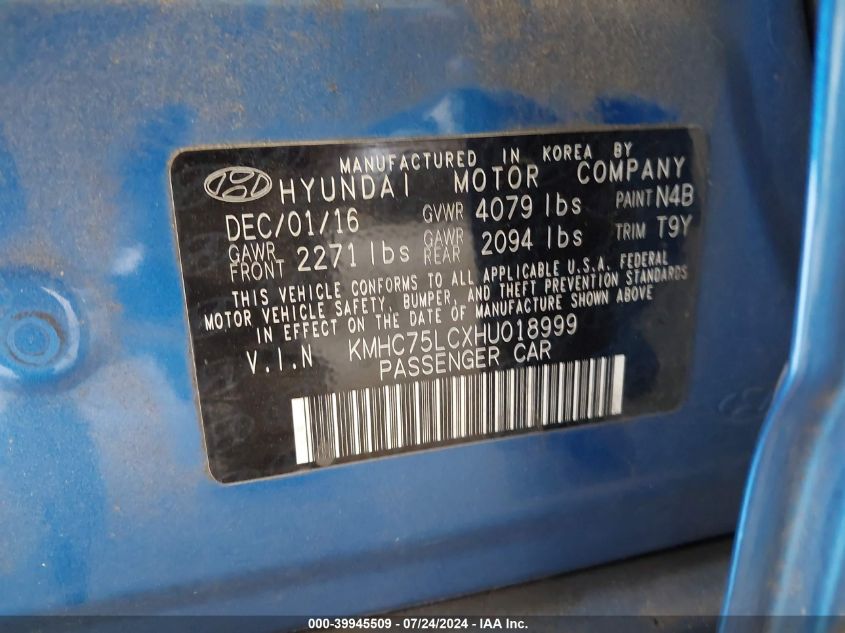 MANUFACTURED IN KOREA BY
HYUNDAI MOTOR COMPANY
DEC/01/16 GVWR 4079 lbs PAINT N4B
GAWR FRONT 2271 lbs GAWR REAR 2094 lbs TRIM T9Y
THIS VEHICLE CONFORMS TO ALL APPLICABLE U.S.A. FEDERAL
MOTOR VEHICLE SAFETY, BUMPER, AND THEFT PREVENTION STANDARDS
IN EFFECT ON THE DATE OF MANUFACTURE SHOWN ABOVE
V.I.N KMHC75LCXHU018999
PASSENGER CAR
000-39945509 - 07/24/2024 - IAA Inc.